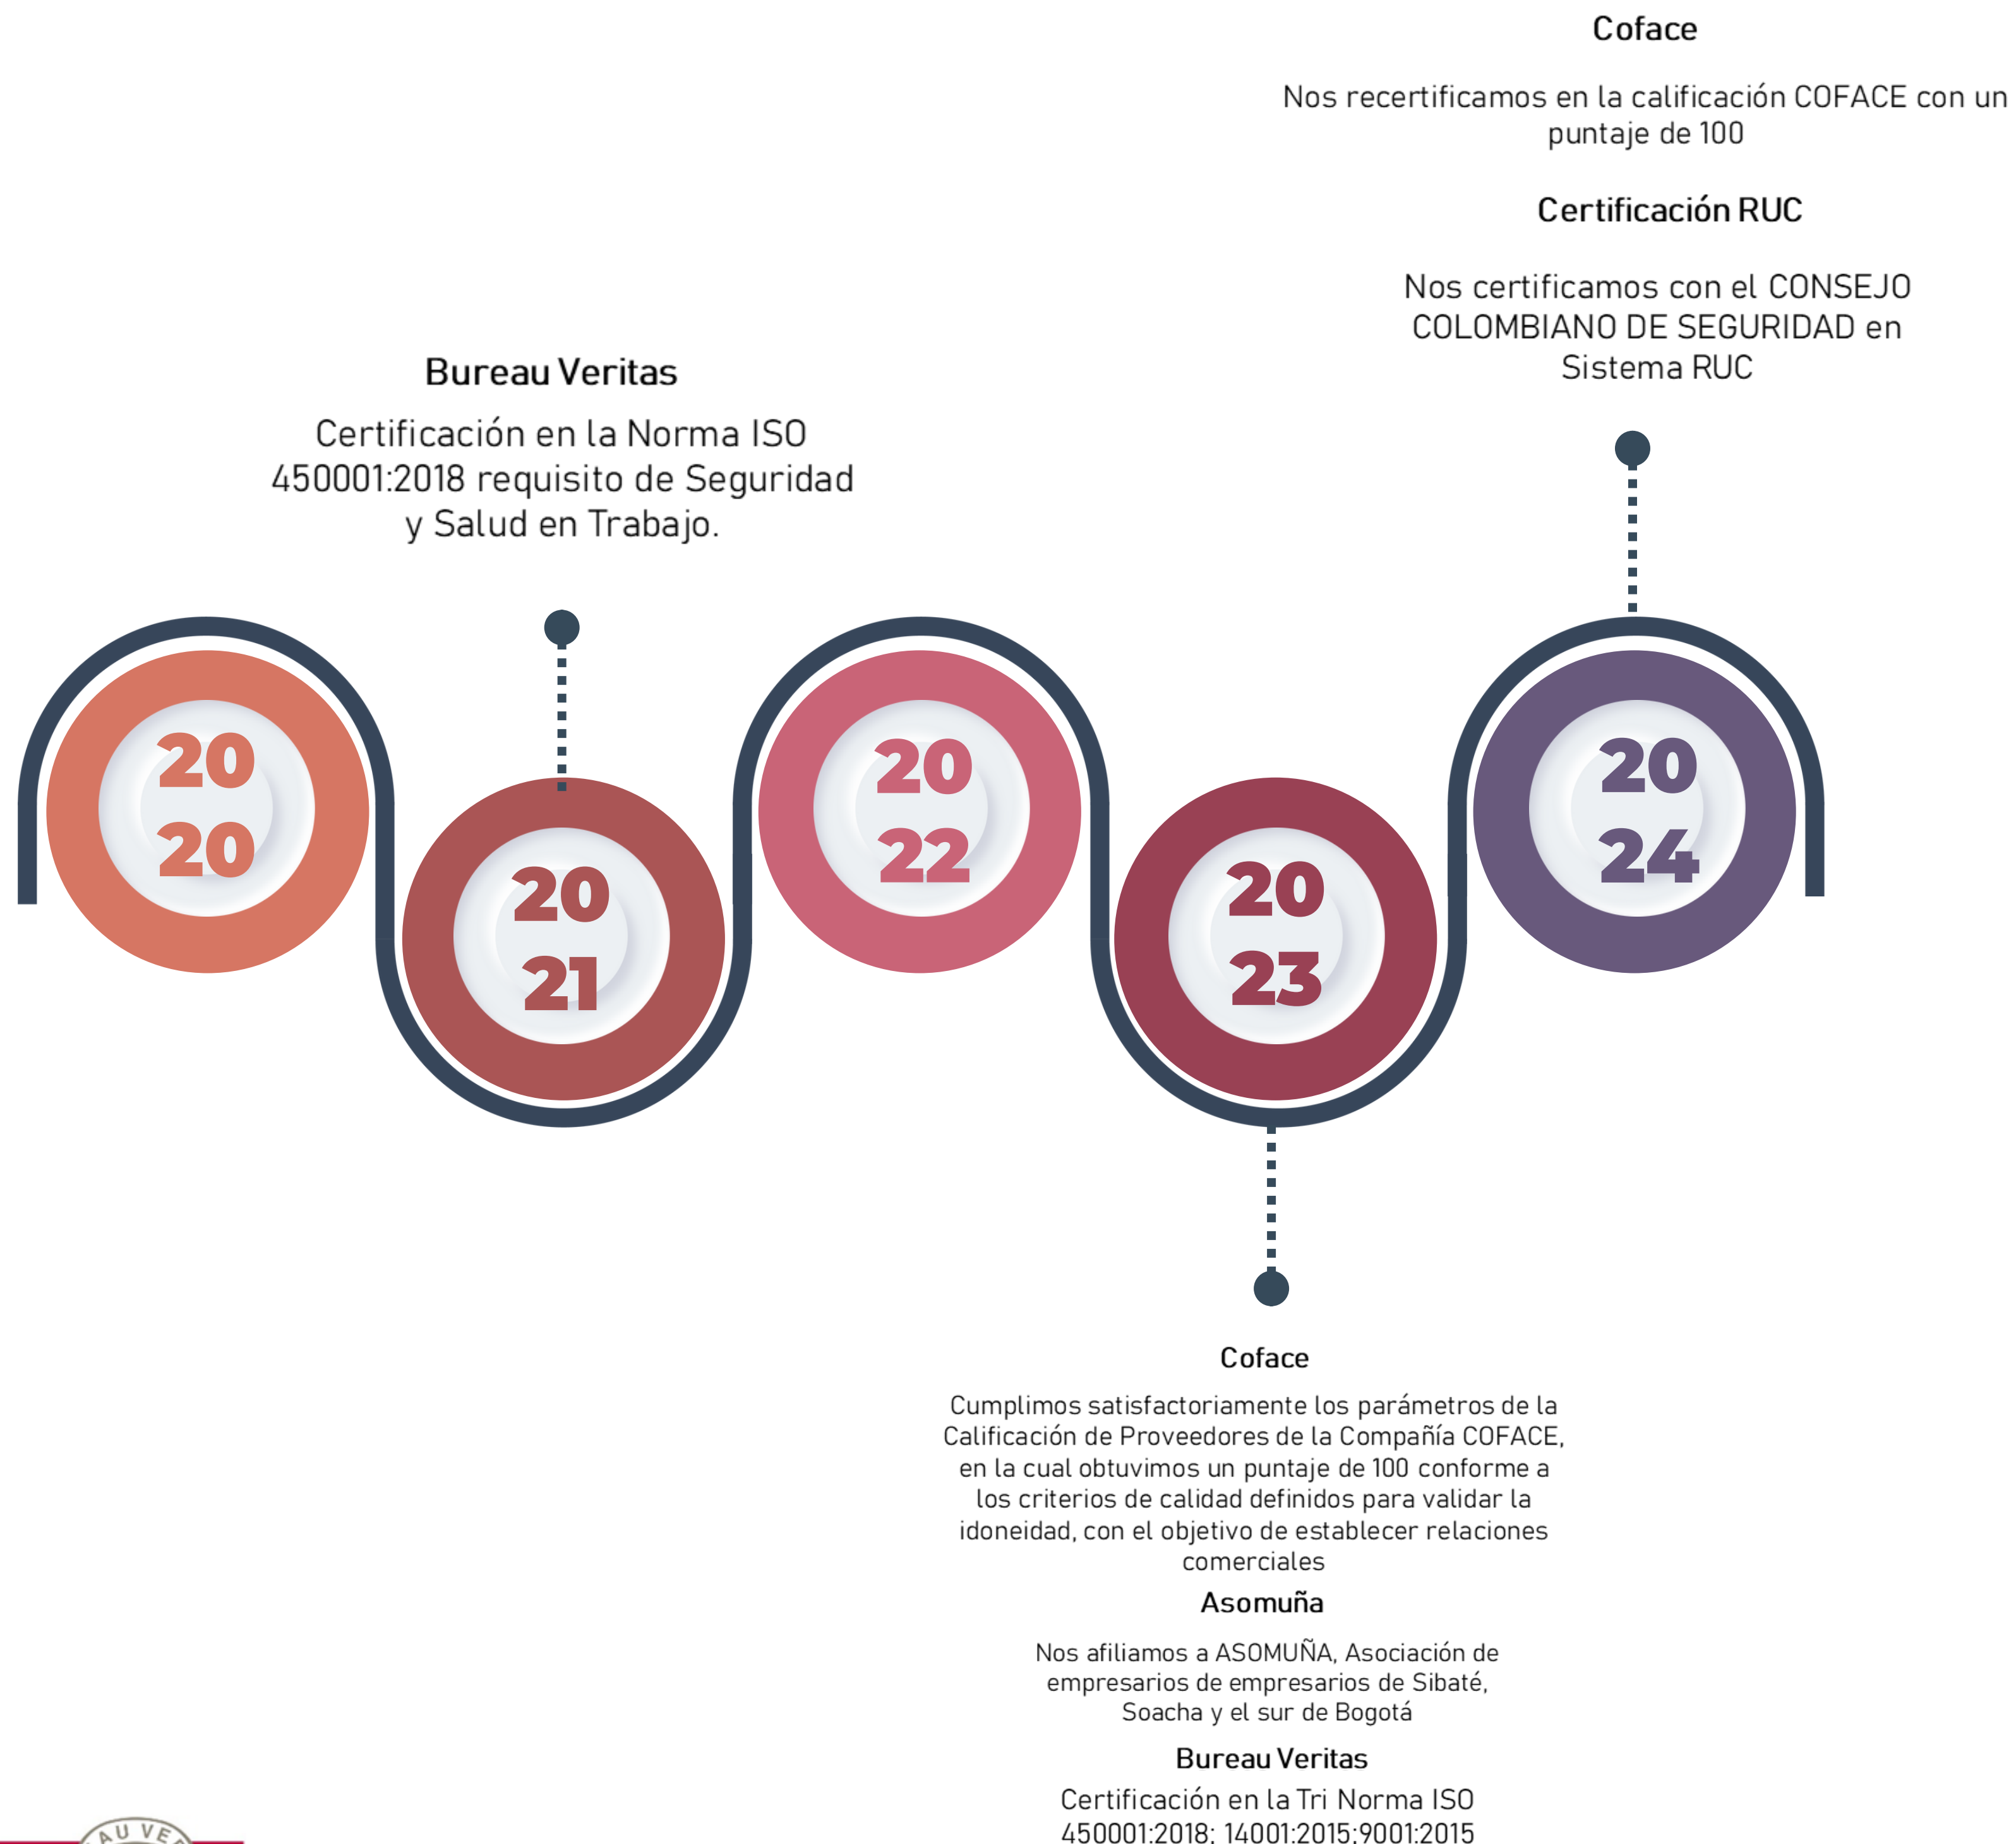 Coface
Nos recertificamos en la calificación COFACE con un
puntaje de 100
Certificación RUC
Nos certificamos con el CONSEJO
COLOMBIANO DE SEGURIDAD en
Sistema RUC
Bureau Veritas
Certificación en la Norma ISO
450001:2018 requisito de Seguridad
y Salud en Trabajo.
20
20
20
21
20
22
20
23
20
24
Coface
Cumplimos satisfactoriamente los parámetros de la
Calificación de Proveedores de la Compañía COFACE,
en la cual obtuvimos un puntaje de 100 conforme a
los criterios de calidad definidos para validar la
idoneidad, con el objetivo de establecer relaciones
comerciales
Asomuña
Nos afiliamos a ASOMUÑA, Asociación de
empresarios de empresarios de Sibaté,
Soacha y el sur de Bogotá
Bureau Veritas
Certificación en la Tri Norma ISO
450001:2018; 14001:2015;9001:2015